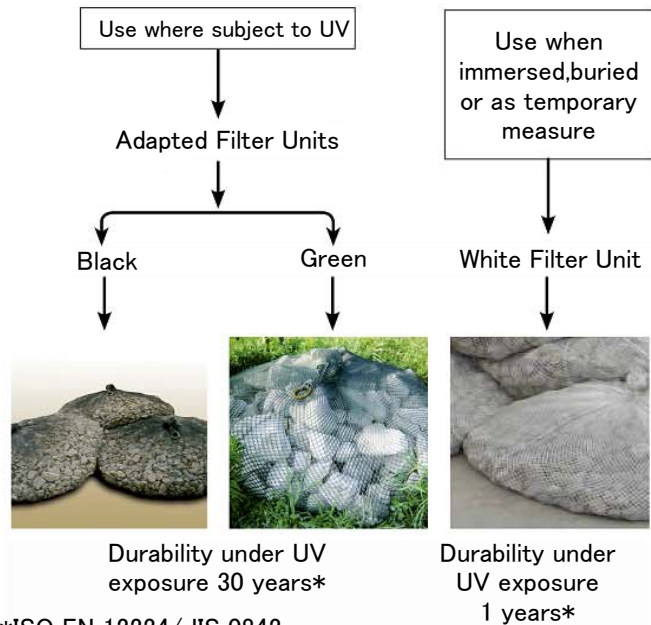 Use where subject to UV
Adapted Filter Units
Black
Green
Durability under UV
exposure 30 years*
Use when
immersed,buried
or as temporary
measure
White Filter Unit
Durability under
UV exposure
1 years*